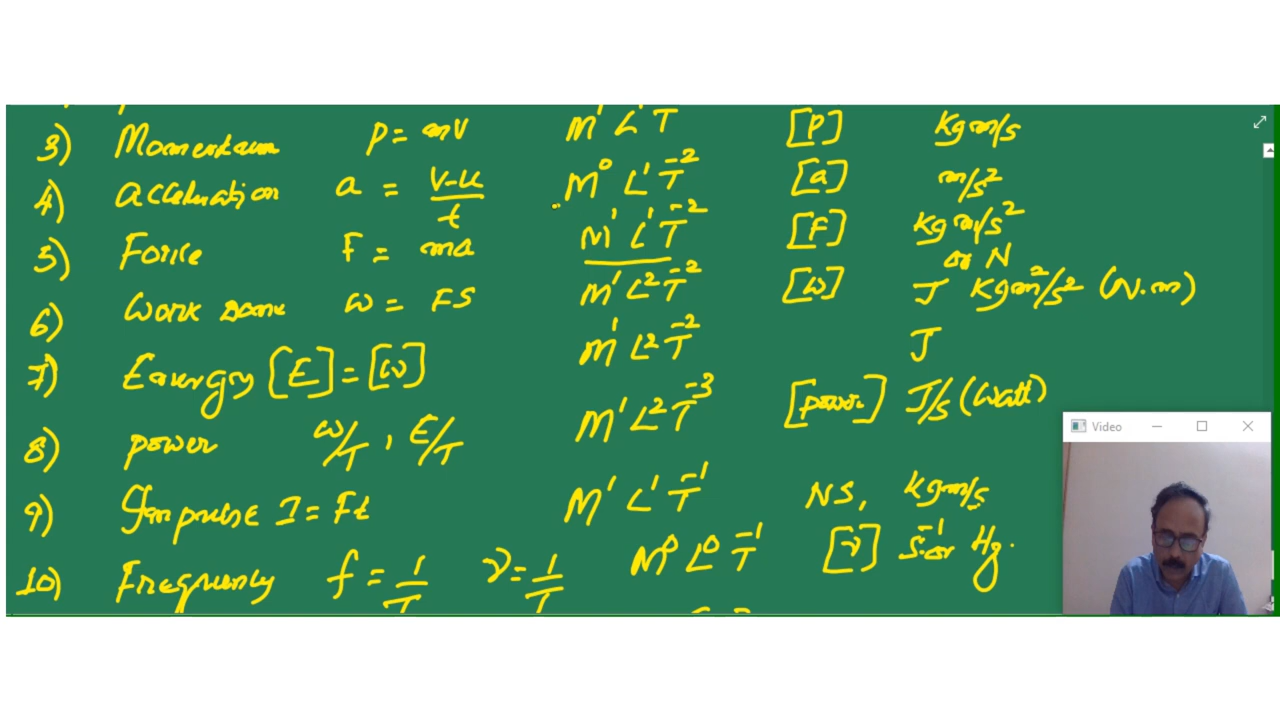 3) Momentum P = mv M¹ L¹ T [P] Kg m/s
4) Acceleration a = v-u/t M⁰ L¹ T⁻² [a] m/s²
5) Force F = ma M¹ L¹ T⁻² [F] Kg m/s² or N
6) Work done W = FS M¹ L² T⁻² [W] J Kg m²/s² (N.m)
7) Energy [E] = [W] M¹ L² T⁻² J
8) power W/T , E/T M¹ L² T⁻³ [power] J/s (Watt)
9) Impulse I = Ft M¹ L¹ T⁻¹ NS, Kg m/s
10) Frequency f = 1/T ν = 1/T M⁰ L⁰ T⁻¹ [ν] S⁻¹ or Hz.
Video